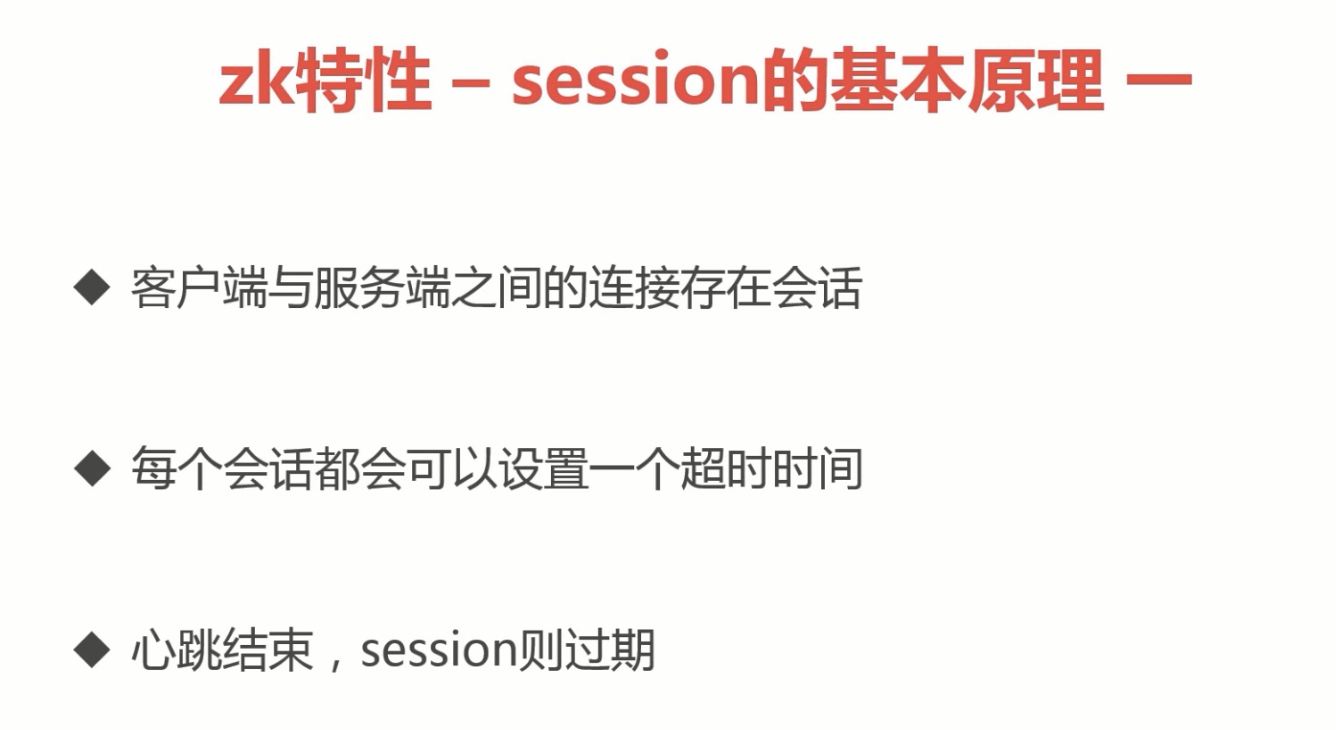 zk特性 – session的基本原理 一
◆ 客户端与服务端之间的连接存在会话
◆ 每个会话都会可以设置一个超时时间
◆ 心跳结束，session则过期